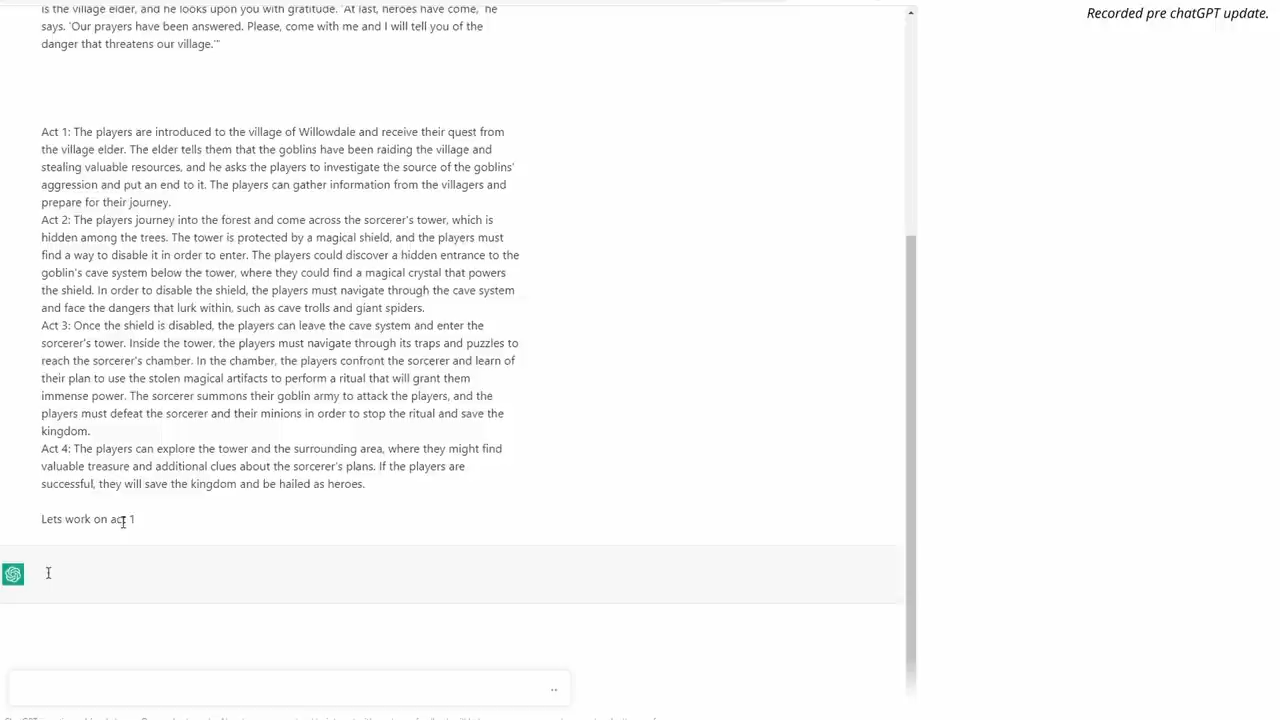 is the village elder, and he looks upon you with gratitude. 'At last, heroes have come,' he
Recorded pre chatGPT update.
says. 'Our prayers have been answered. Please, come with me and I will tell you of the
danger that threatens our village.'"
Act 1: The players are introduced to the village of Willowdale and receive their quest from
the village elder. The elder tells them that the goblins have been raiding the village and
stealing valuable resources, and he asks the players to investigate the source of the goblins'
aggression and put an end to it. The players can gather information from the villagers and
prepare for their journey.
Act 2: The players journey into the forest and come across the sorcerer's tower, which is
hidden among the trees. The tower is protected by a magical shield, and the players must
find a way to disable it in order to enter. The players could discover a hidden entrance to the
goblin's cave system below the tower, where they could find a magical crystal that powers
the shield. In order to disable the shield, the players must navigate through the cave system
and face the dangers that lurk within, such as cave trolls and giant spiders.
Act 3: Once the shield is disabled, the players can leave the cave system and enter the
sorcerer's tower. Inside the tower, the players must navigate through its traps and puzzles to
reach the sorcerer's chamber. In the chamber, the players confront the sorcerer and learn of
their plan to use the stolen magical artifacts to perform a ritual that will grant them
immense power. The sorcerer summons their goblin army to attack the players, and the
players must defeat the sorcerer and their minions in order to stop the ritual and save the
kingdom.
Act 4: The players can explore the tower and the surrounding area, where they might find
valuable treasure and additional clues about the sorcerer's plans. If the players are
successful, they will save the kingdom and be hailed as heroes.
Lets work on act 1